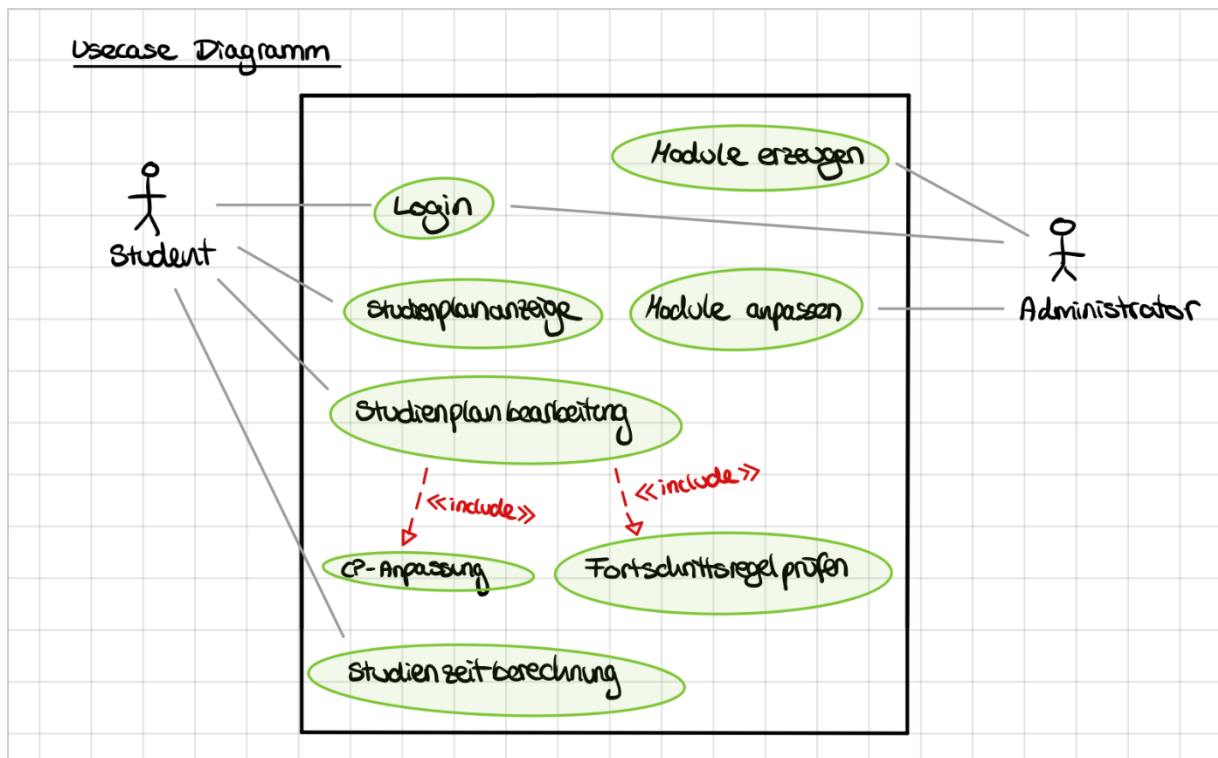 Usecase Diagramm
Module erzeugen
Login
Student
Studienplananzeige
Module anpassen
Administrator
Studienplanbearbeitung
<<include>>
<<include>>
CP-Anpassung
Fortschrittsregel prüfen
Studienzeitberechnung